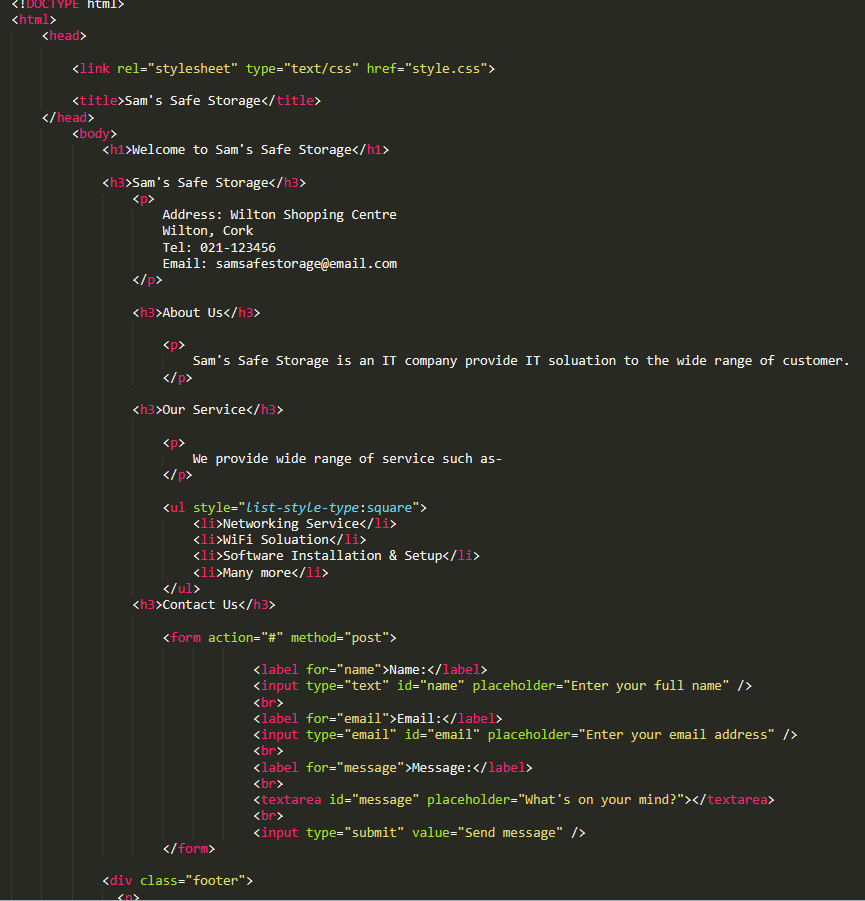 <!DOCTYPE html>
<html>
<head>
<link rel="stylesheet" type="text/css" href="style.css">
<title>Sam's Safe Storage</title>
</head>
<body>
<h1>Welcome to Sam's Safe Storage</h1>
<h3>Sam's Safe Storage</h3>
<p>
Address: Wilton Shopping Centre
Wilton, Cork
Tel: 021-123456
Email: samsafestorage@email.com
</p>
<h3>About Us</h3>
<p>
Sam's Safe Storage is an IT company provide IT soluation to the wide range of customer.
</p>
<h3>Our Service</h3>
<p>
We provide wide range of service such as-
</p>
<ul style="list-style-type:square">
<li>Networking Service</li>
<li>WiFi Soluation</li>
<li>Software Installation & Setup</li>
<li>Many more</li>
</ul>
<h3>Contact Us</h3>
<form action="#" method="post">
<label for="name">Name:</label>
<input type="text" id="name" placeholder="Enter your full name" />
<br>
<label for="email">Email:</label>
<input type="email" id="email" placeholder="Enter your email address" />
<br>
<label for="message">Message:</label>
<br>
<textarea id="message" placeholder="What's on your mind?"></textarea>
<br>
<input type="submit" value="Send message" />
</form>
<div class="footer">
<p>